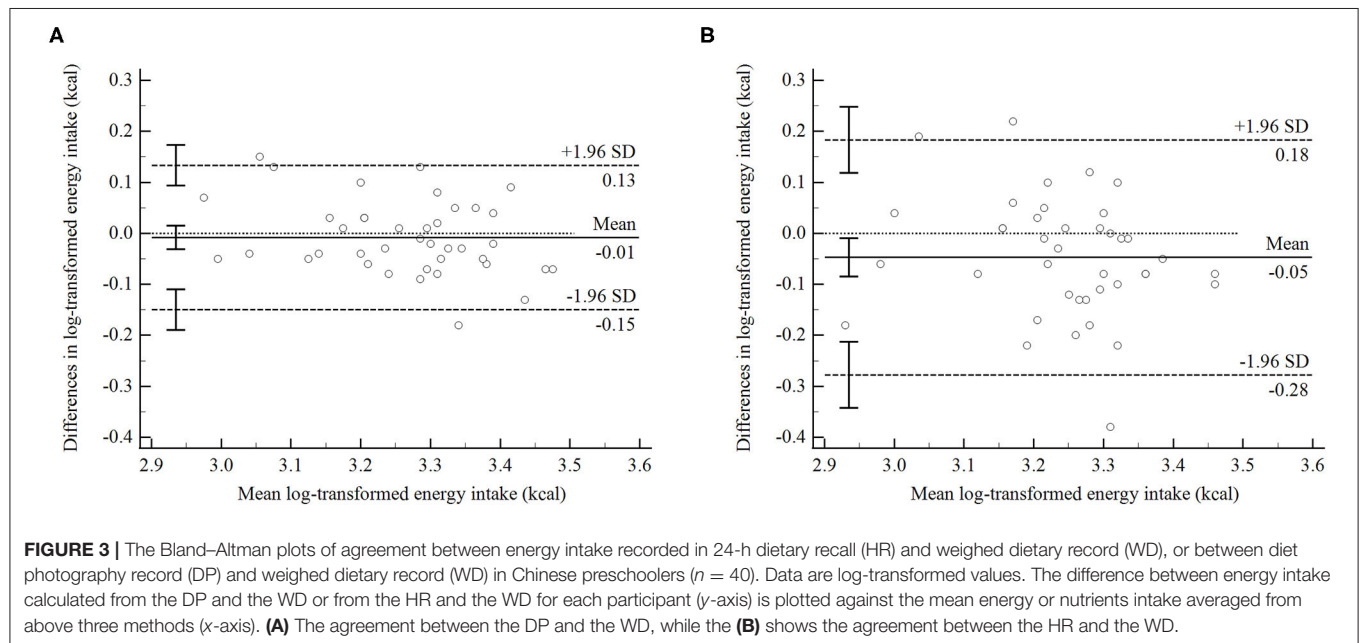 A
B
Differences in log-transformed energy intake (kcal)
0.3
0.2
0.1
0.0
-0.1
-0.2
-0.3
-0.4
+1.96 SD
0.13
Mean
-0.01
-1.96 SD
-0.15
2.9 3.0 3.1 3.2 3.3 3.4 3.5 3.6
Mean log-transformed energy intake (kcal)
Differences in log-transformed energy intake (kcal)
0.3
0.2
0.1
0.0
-0.1
-0.2
-0.3
-0.4
+1.96 SD
0.18
Mean
-0.05
-1.96 SD
-0.28
2.9 3.0 3.1 3.2 3.3 3.4 3.5 3.6
Mean log-transformed energy intake (kcal)
FIGURE 3 | The Bland–Altman plots of agreement between energy intake recorded in 24-h dietary recall (HR) and weighed dietary record (WD), or between diet
photography record (DP) and weighed dietary record (WD) in Chinese preschoolers (n = 40). Data are log-transformed values. The difference between energy intake
calculated from the DP and the WD or from the HR and the WD for each participant (y-axis) is plotted against the mean energy or nutrients intake averaged from
above three methods (x-axis). (A) The agreement between the DP and the WD, while the (B) shows the agreement between the HR and the WD.